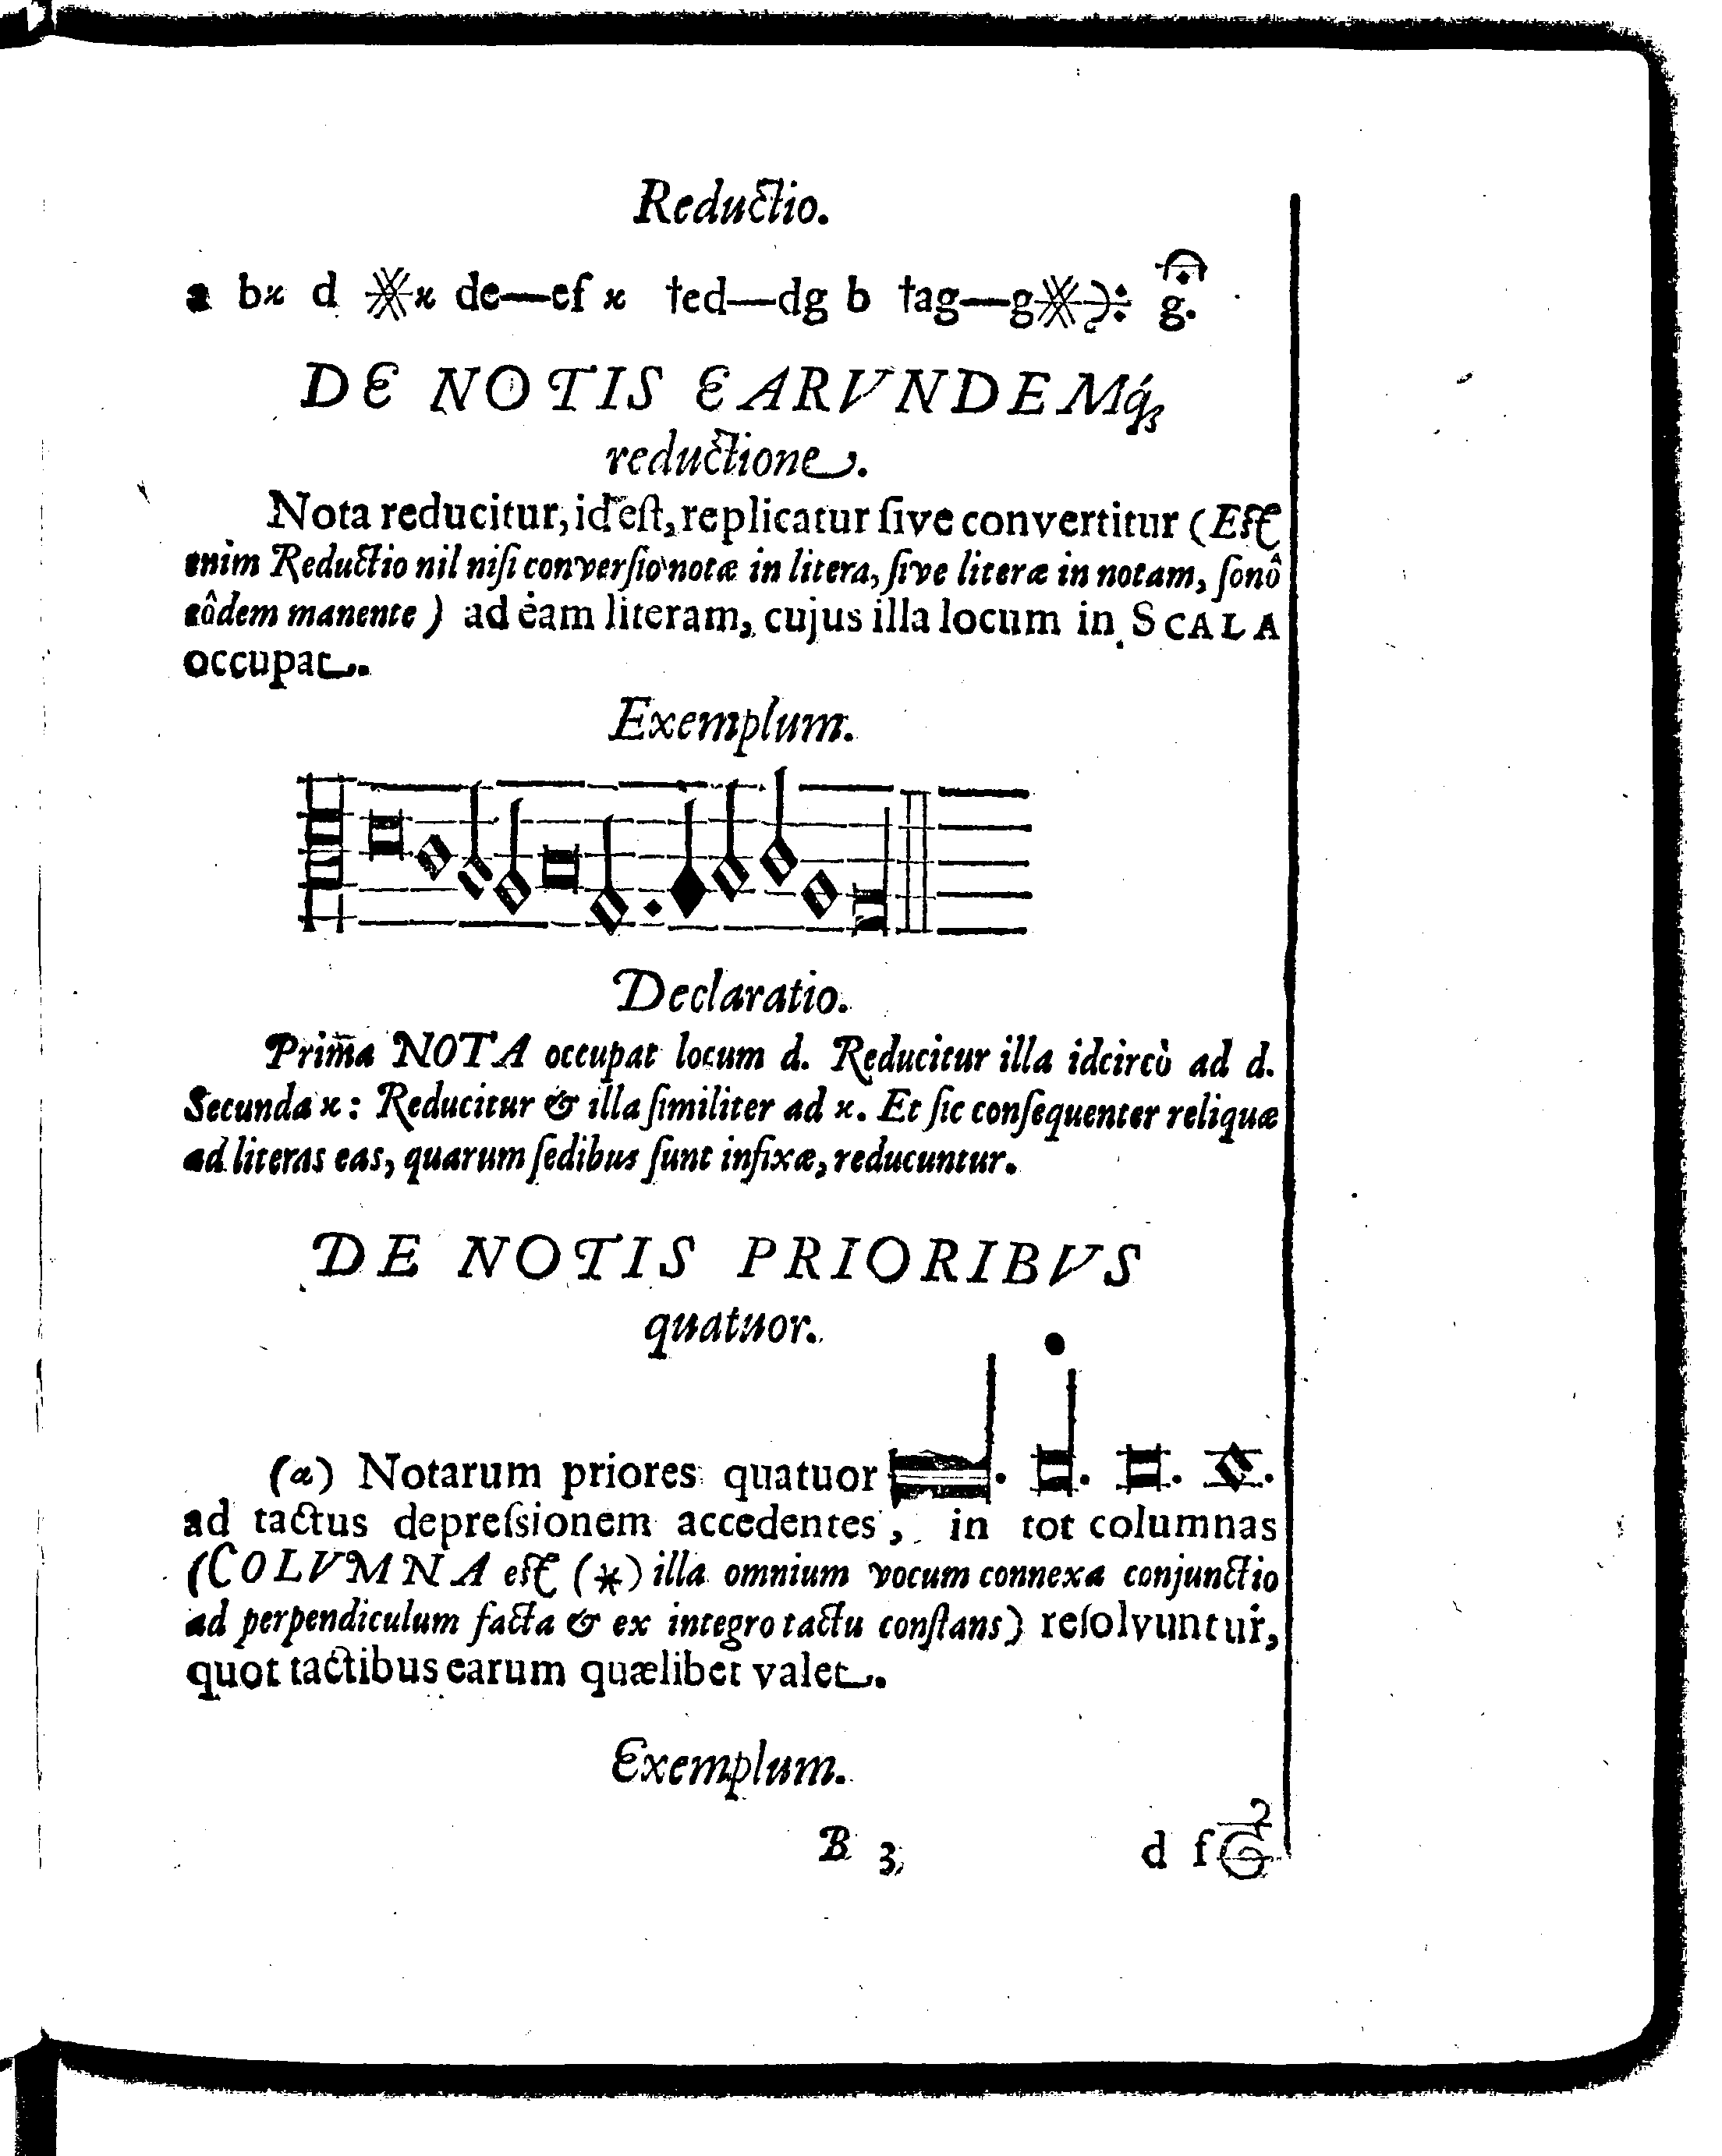 Reductio.
a bϰ d ※ϰ de—ef ϰ †ed—dg b †ag—g※ g.
DE NOTIS EARVNDEMq́;
reductione.
Nota reducitur, id est, replicatur ſive convertitur (Eſt
enim Reductio nil niſi converſio notæ in litera, ſive literæ in notam, ſonô
eôdem manente) ad eam literam, cujus illa locum in SCALA
occupat.
Exemplum.
Declaratio.
Prim̃a NOTA occupat locum d. Reducitur illa idcircò ad d.
Secunda ϰ: Reducitur & illa ſimiliter ad ϰ. Et ſic conſequenter reliquæ
ad literas eas, quarum ſedibus ſunt infixæ, reducuntur.
DE NOTIS PRIORIBVS
quatuor.
(a) Notarum priores quatuor
ad tactus depreſsionem accedentes, in tot columnas
(COLVMNA eſt (*) illa omnium vocum connexa conjunctio
ad perpendiculum facta & ex integro tactu conſtans) reſolvuntur,
quot tactibus earum quælibet valet.
Exemplum.
B 3 d f